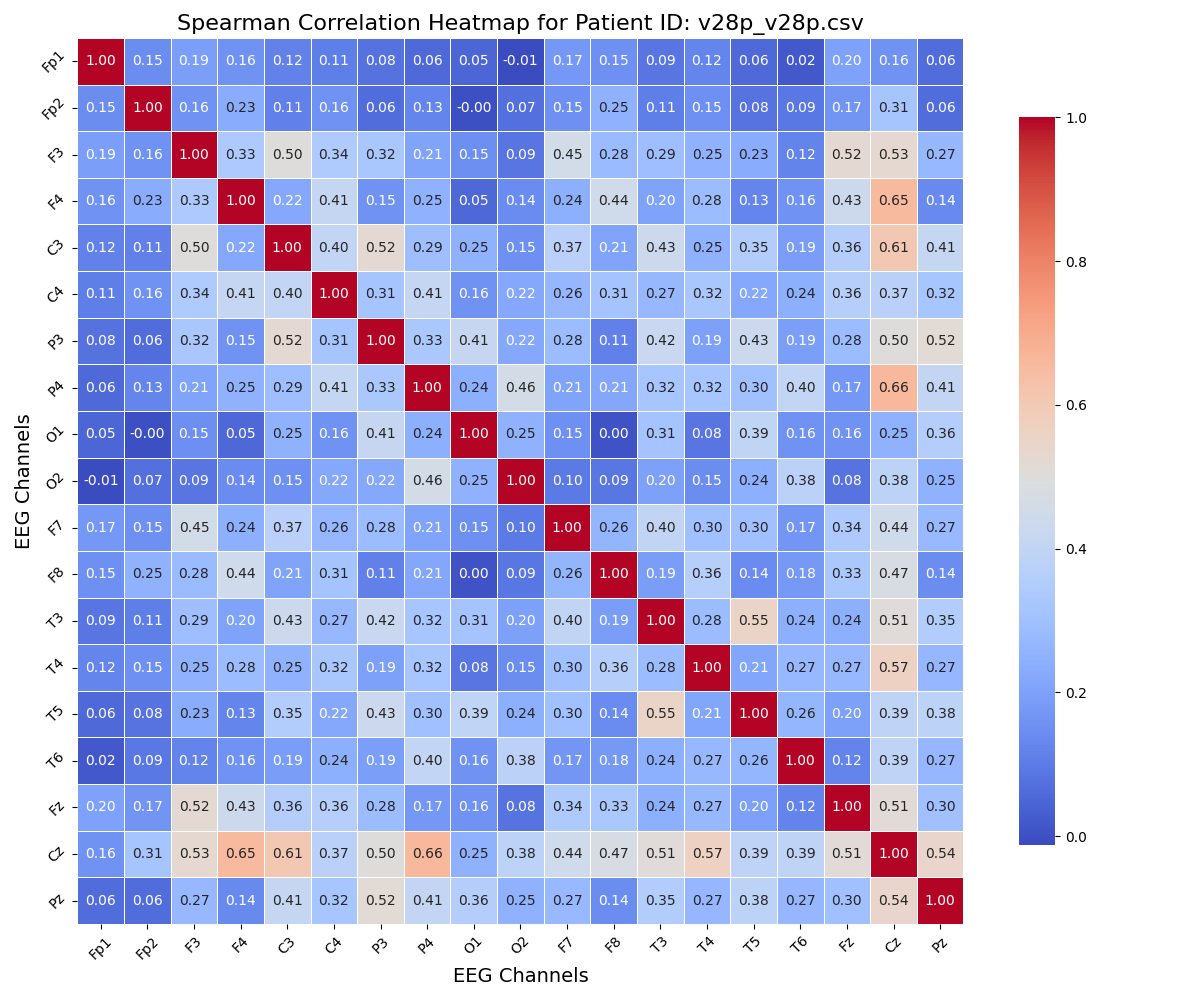 Spearman Correlation Heatmap for Patient ID: v28p_v28p.csv
Fp1 1.00 0.15 0.19 0.16 0.12 0.11 0.08 0.06 0.05 -0.01 0.17 0.15 0.09 0.12 0.06 0.02 0.20 0.16 0.06
Fp2 0.15 1.00 0.16 0.23 0.11 0.16 0.06 0.13 -0.00 0.07 0.15 0.25 0.11 0.15 0.08 0.09 0.17 0.31 0.06
F3 0.19 0.16 1.00 0.33 0.50 0.34 0.32 0.21 0.15 0.09 0.45 0.28 0.29 0.25 0.23 0.12 0.52 0.53 0.27
F4 0.16 0.23 0.33 1.00 0.22 0.41 0.15 0.25 0.05 0.14 0.24 0.44 0.20 0.28 0.13 0.16 0.43 0.65 0.14
C3 0.12 0.11 0.50 0.22 1.00 0.40 0.52 0.29 0.25 0.15 0.37 0.21 0.43 0.25 0.35 0.19 0.36 0.61 0.41
C4 0.11 0.16 0.34 0.41 0.40 1.00 0.31 0.41 0.16 0.22 0.26 0.31 0.27 0.32 0.22 0.24 0.36 0.37 0.32
P3 0.08 0.06 0.32 0.15 0.52 0.31 1.00 0.33 0.41 0.22 0.28 0.11 0.42 0.19 0.43 0.19 0.28 0.50 0.52
P4 0.06 0.13 0.21 0.25 0.29 0.41 0.33 1.00 0.24 0.46 0.21 0.21 0.32 0.32 0.30 0.40 0.17 0.66 0.41
O1 0.05 -0.00 0.15 0.05 0.25 0.16 0.41 0.24 1.00 0.25 0.15 0.00 0.31 0.08 0.39 0.16 0.16 0.25 0.36
O2 -0.01 0.07 0.09 0.14 0.15 0.22 0.22 0.46 0.25 1.00 0.10 0.09 0.20 0.15 0.24 0.38 0.08 0.38 0.25
F7 0.17 0.15 0.45 0.24 0.37 0.26 0.28 0.21 0.15 0.10 1.00 0.26 0.40 0.30 0.30 0.17 0.34 0.44 0.27
F8 0.15 0.25 0.28 0.44 0.21 0.31 0.11 0.21 0.00 0.09 0.26 1.00 0.19 0.36 0.14 0.18 0.33 0.47 0.14
T3 0.09 0.11 0.29 0.20 0.43 0.27 0.42 0.32 0.31 0.20 0.40 0.19 1.00 0.28 0.55 0.24 0.24 0.51 0.35
T4 0.12 0.15 0.25 0.28 0.25 0.32 0.19 0.32 0.08 0.15 0.30 0.36 0.28 1.00 0.21 0.27 0.27 0.57 0.27
T5 0.06 0.08 0.23 0.13 0.35 0.22 0.43 0.30 0.39 0.24 0.30 0.14 0.55 0.21 1.00 0.26 0.20 0.39 0.38
T6 0.02 0.09 0.12 0.16 0.19 0.24 0.19 0.40 0.16 0.38 0.17 0.18 0.24 0.27 0.26 1.00 0.12 0.39 0.27
Fz 0.20 0.17 0.52 0.43 0.36 0.36 0.28 0.17 0.16 0.08 0.34 0.33 0.24 0.27 0.20 0.12 1.00 0.51 0.30
Cz 0.16 0.31 0.53 0.65 0.61 0.37 0.50 0.66 0.25 0.38 0.44 0.47 0.51 0.57 0.39 0.39 0.51 1.00 0.54
Pz 0.06 0.06 0.27 0.14 0.41 0.32 0.52 0.41 0.36 0.25 0.27 0.14 0.35 0.27 0.38 0.27 0.30 0.54 1.00
Fp1 Fp2 F3 F4 C3 C4 P3 P4 O1 O2 F7 F8 T3 T4 T5 T6 Fz Cz Pz
EEG Channels
EEG Channels
1.0
0.8
0.6
0.4
0.2
0.0